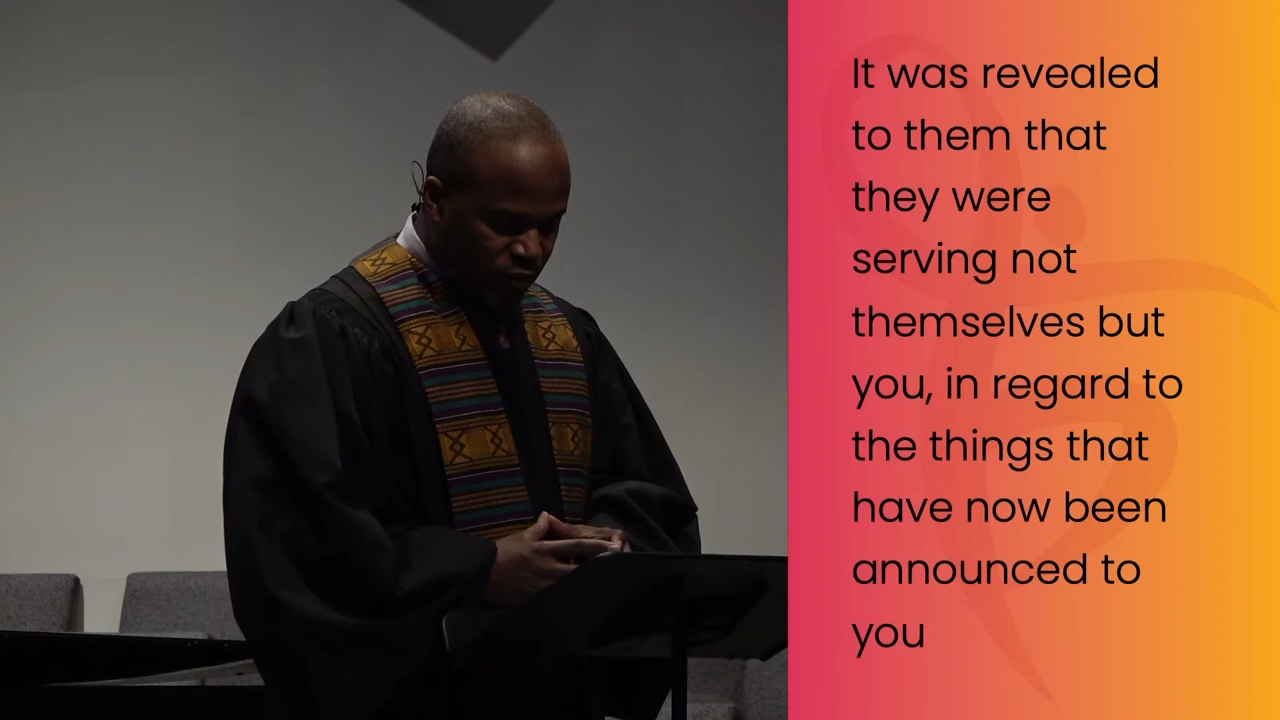 It was revealed
to them that
they were
serving not
themselves but
you, in regard to
the things that
have now been
announced to
you